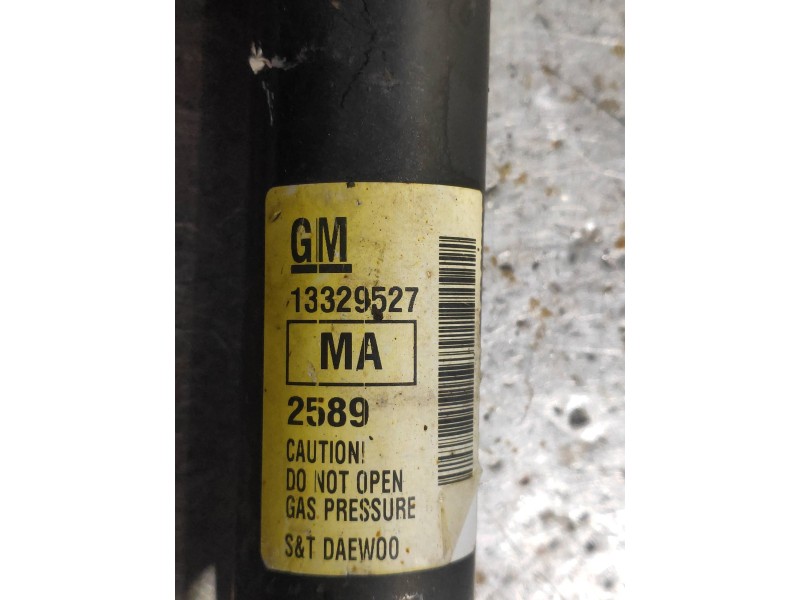 GM
13329527
MA
2589
CAUTION!
DO NOT OPEN
GAS PRESSURE
S&T DAEWOO